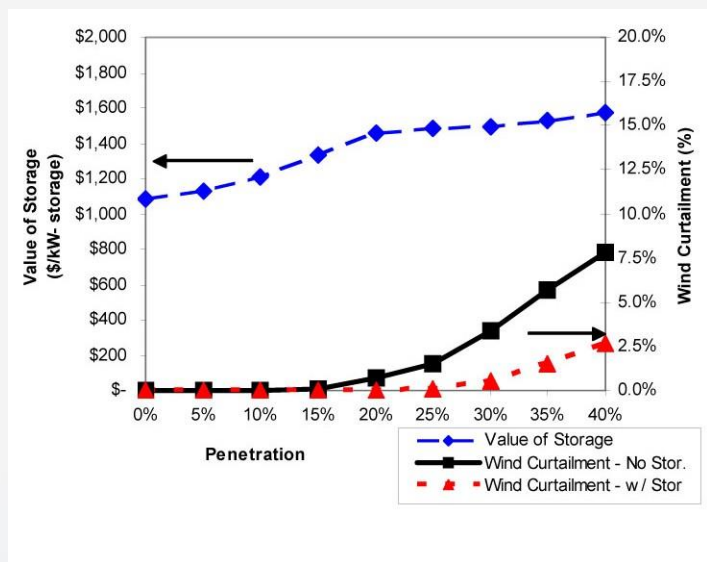 $2,000
$1,800
$1,600
$1,400
$1,200
$1,000
$800
$600
$400
$200
$-
Value of Storage
($/kW- storage)
20.0%
17.5%
15.0%
12.5%
10.0%
7.5%
5.0%
2.5%
0.0%
Wind Curtailment (%)
0% 5% 10% 15% 20% 25% 30% 35% 40%
Penetration
Value of Storage
Wind Curtailment - No Stor.
Wind Curtailment - w/ Stor